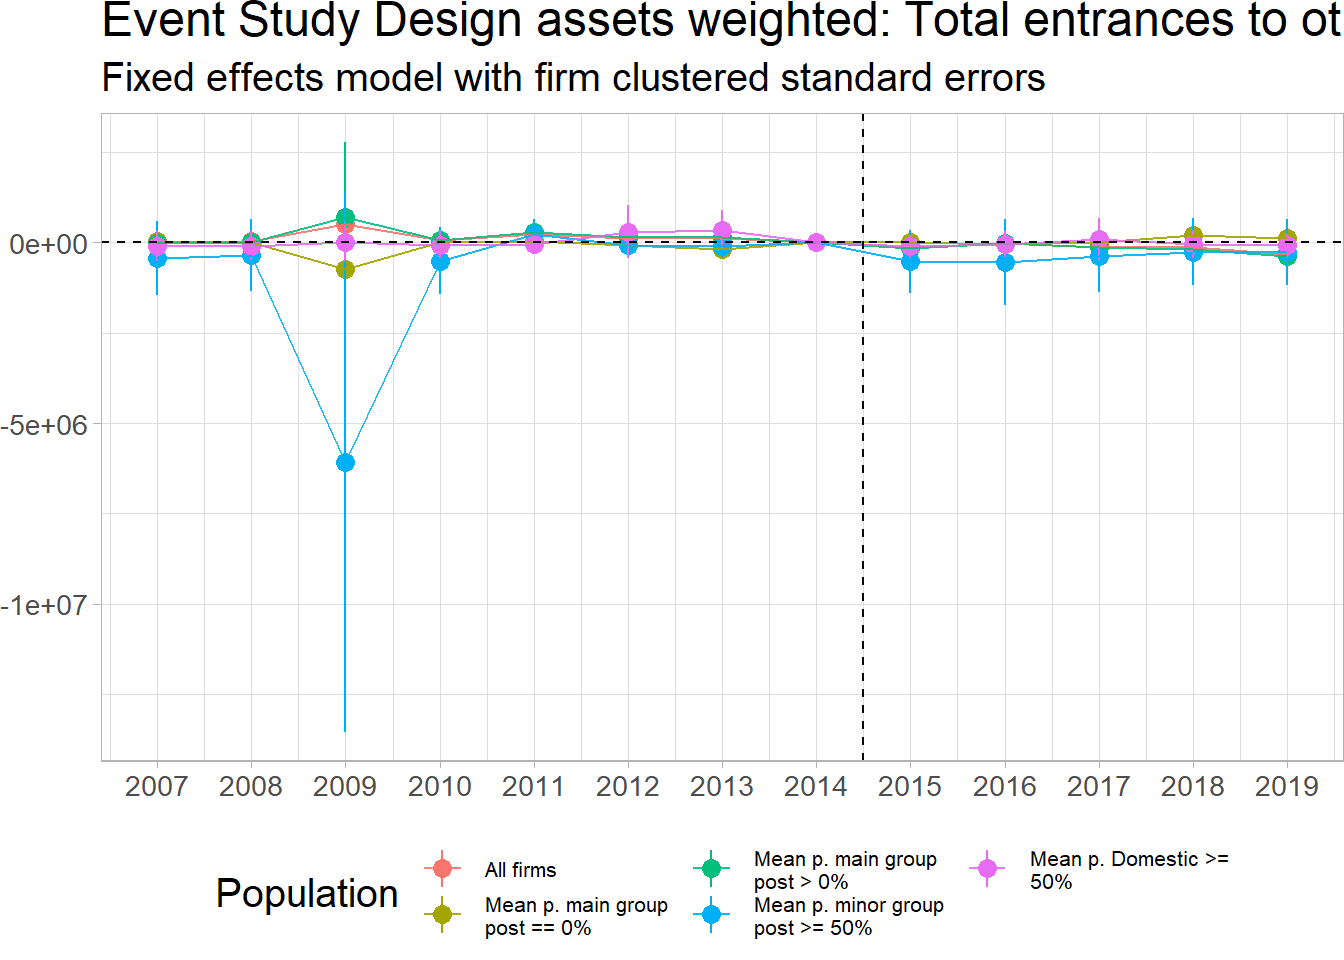 Event Study Design assets weighted: Total entrances to ot
Fixed effects model with firm clustered standard errors
0e+00
-5e+06
-1e+07
2007 2008 2009 2010 2011 2012 2013 2014 2015 2016 2017 2018 2019
Population
All firms
Mean p. main group
post == 0%
Mean p. main group
post > 0%
Mean p. minor group
post >= 50%
Mean p. Domestic >=
50%